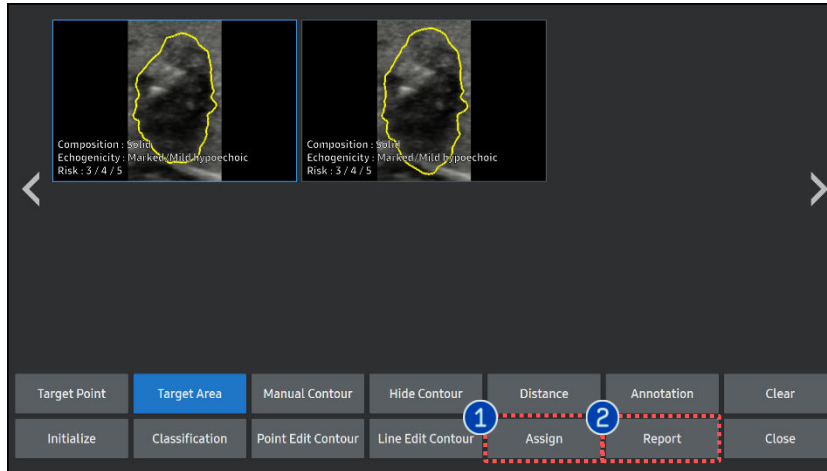 Composition : Solid
Echogenicity : Marked/Mild hypoechoic
Risk : 3 / 4 / 5
Composition : Solid
Echogenicity : Marked/Mild hypoechoic
Risk : 3 / 4 / 5
Target Point Target Area Manual Contour Hide Contour Distance Annotation Clear
1 2
Initialize Classification Point Edit Contour Line Edit Contour Assign Report Close